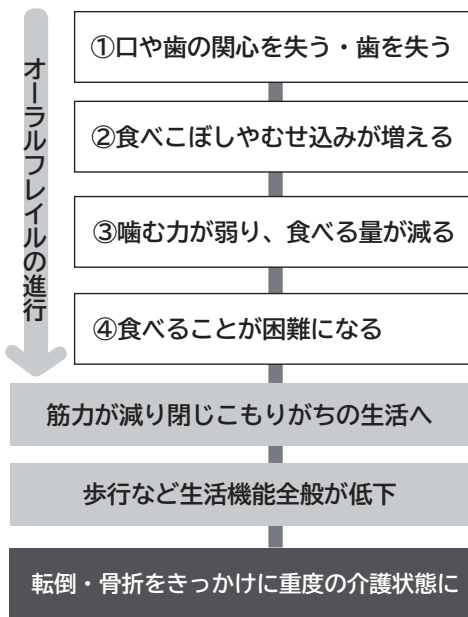 オーラルフレイルの進行
①口や歯の関心を失う・歯を失う
②食べこぼしやむせ込みが増える
③噛む力が弱り、食べる量が減る
④食べることが困難になる
筋力が減り閉じこもりがちの生活へ
歩行など生活機能全般が低下
転倒・骨折をきっかけに重度の介護状態に